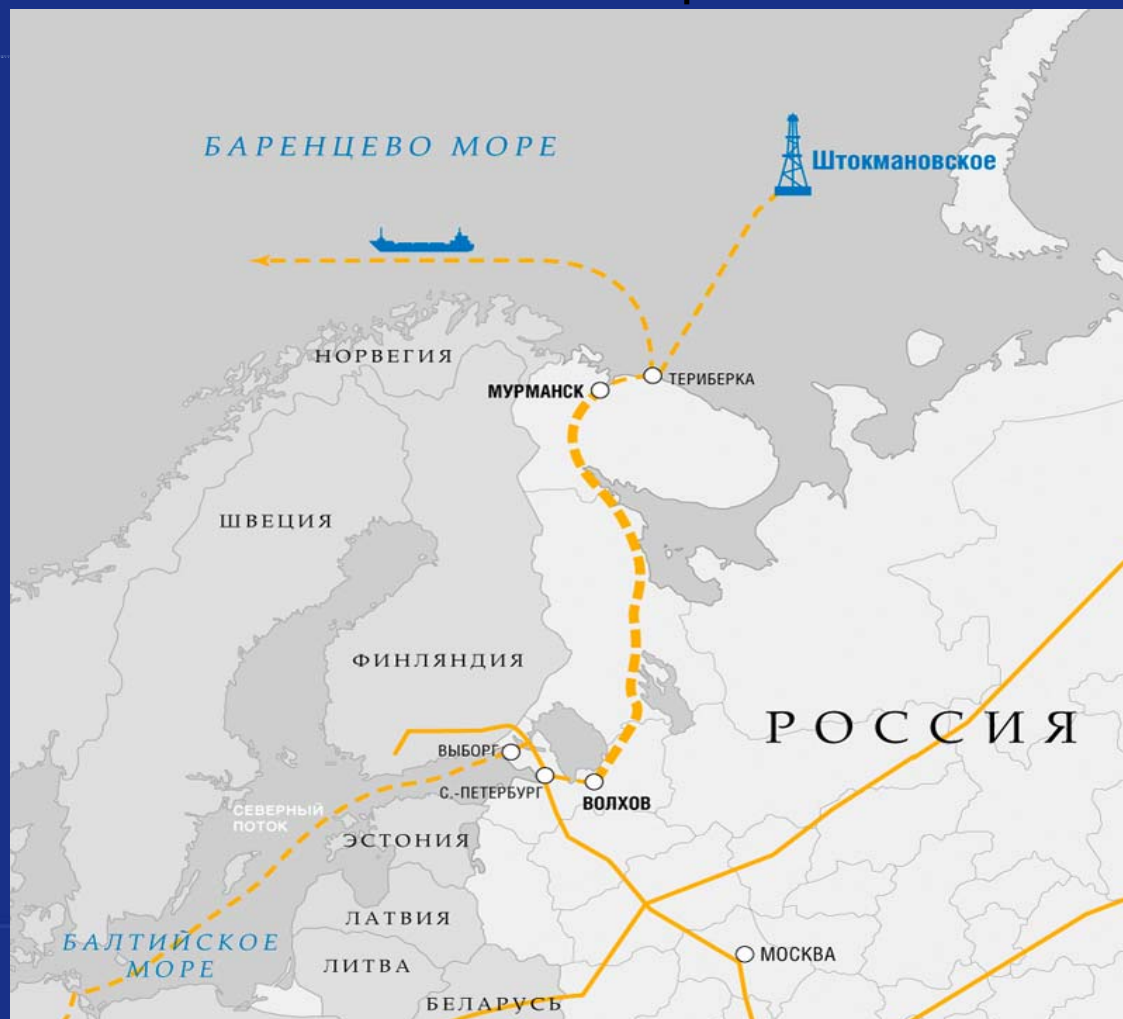 БАРЕНЦЕВО МОРЕ
Штокмановское
НОРВЕГИЯ
ТЕРИБЕРКА
МУРМАНСК
ШВЕЦИЯ
ФИНЛЯНДИЯ
РОССИЯ
ВЫБОРГ
С.-ПЕТЕРБУРГ
ВОЛХОВ
СЕВЕРНЫЙ
ПОТОК
ЭСТОНИЯ
ЛАТВИЯ
БАЛТИЙСКОЕ
МОРЕ
МОСКВА
ЛИТВА
БЕЛАРУСЬ